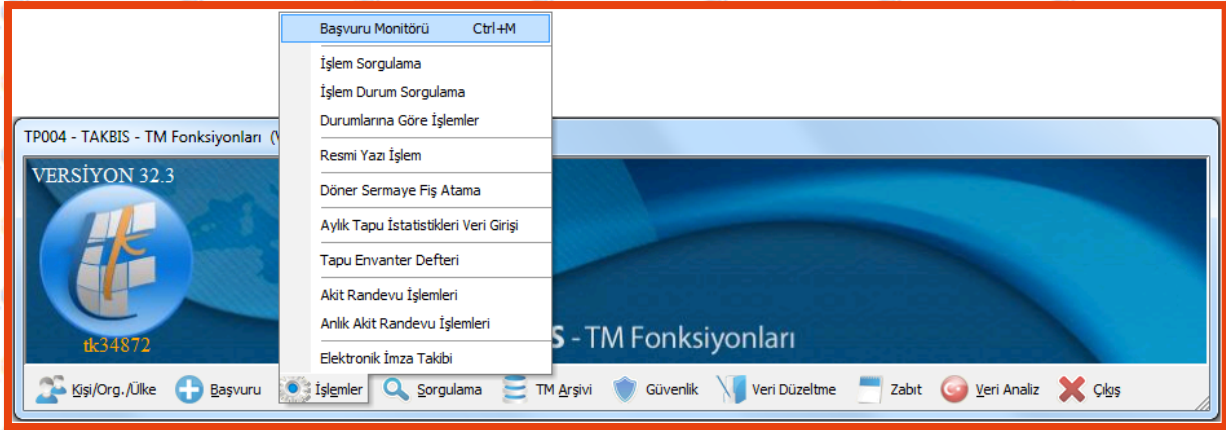 Başvuru Monitörü Ctrl+M
İşlem Sorgulama
İşlem Durum Sorgulama
Durumlarına Göre İşlemler
Resmi Yazı İşlem
Döner Sermaye Fiş Atama
Aylık Tapu İstatistikleri Veri Girişi
Tapu Envanter Defteri
Akit Randevu İşlemleri
Anlık Akit Randevu İşlemleri
Elektronik İmza Takibi
TP004 - TAKBIS - TM Fonksiyonları (V
VERSİYON 32.3
tk34872
S - TM Fonksiyonları
Kişi/Org./Ülke Başvuru İşlemler Sorgulama TM Arşivi Güvenlik Veri Düzeltme Zabıt Veri Analiz Çıkış